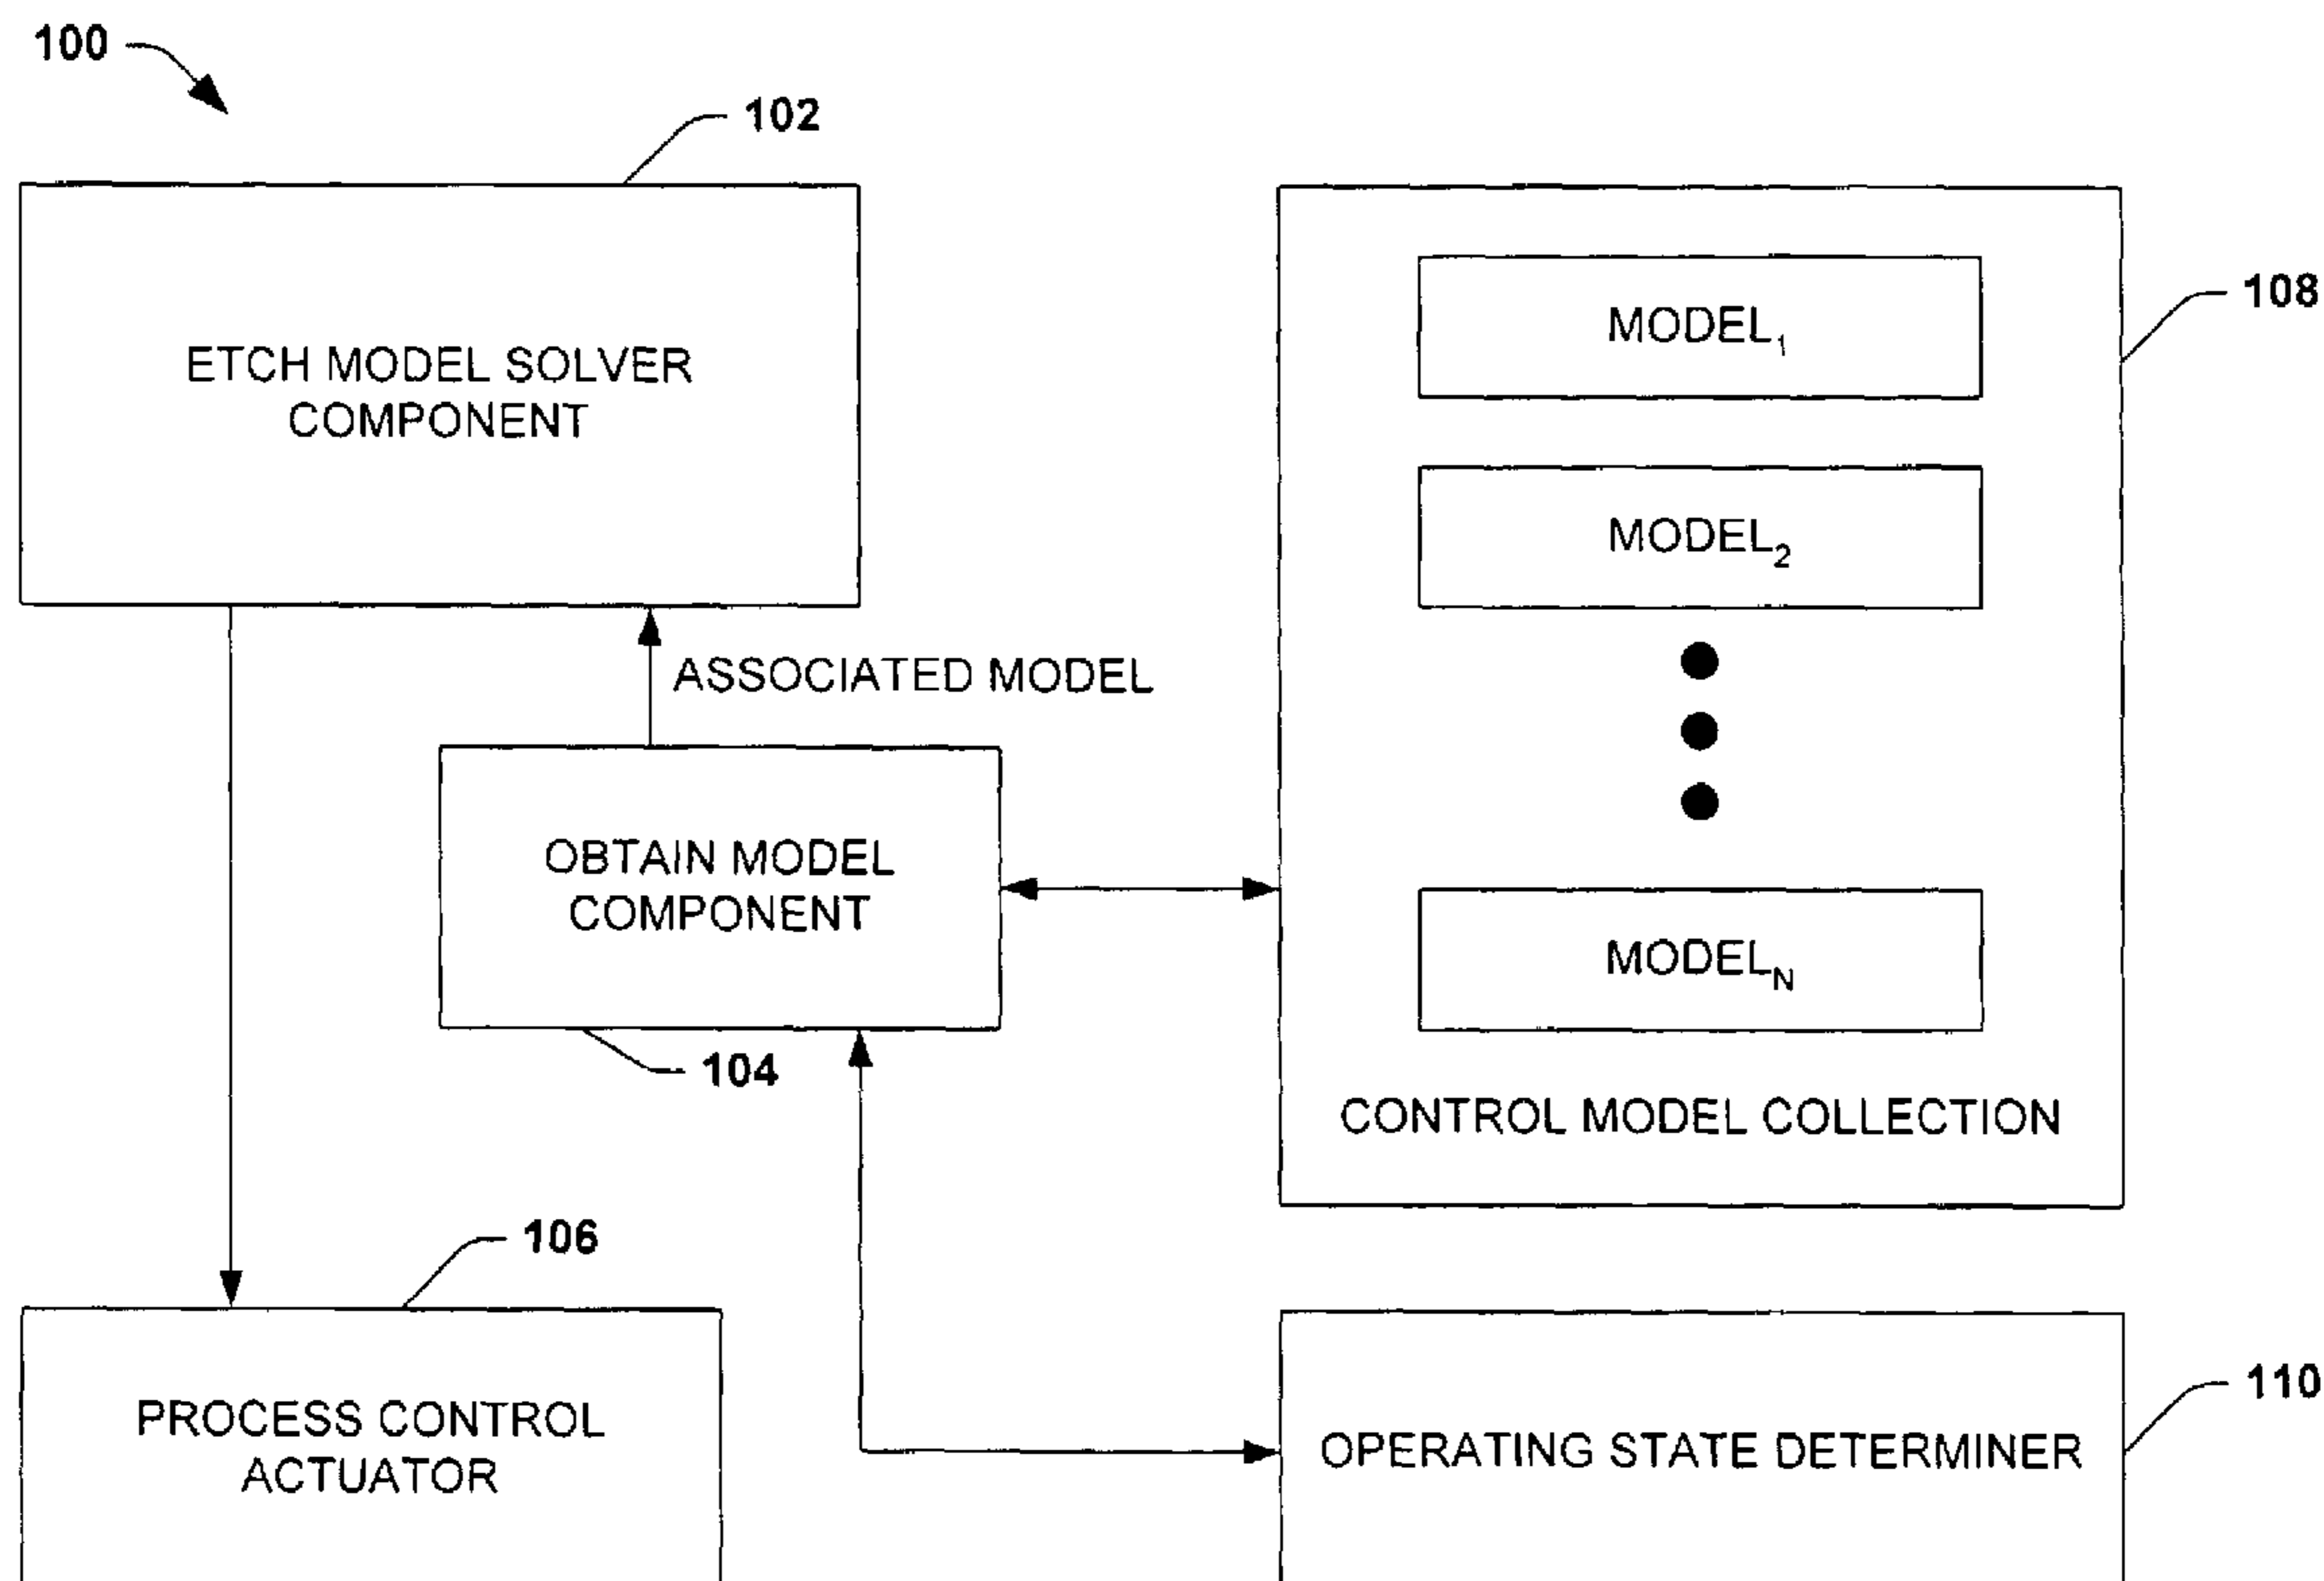 100
102
ETCH MODEL SOLVER
COMPONENT
108
MODEL₁
MODEL₂
ASSOCIATED MODEL
OBTAIN MODEL
COMPONENT
104
MODEL_N
CONTROL MODEL COLLECTION
106
PROCESS CONTROL
ACTUATOR
110
OPERATING STATE DETERMINER